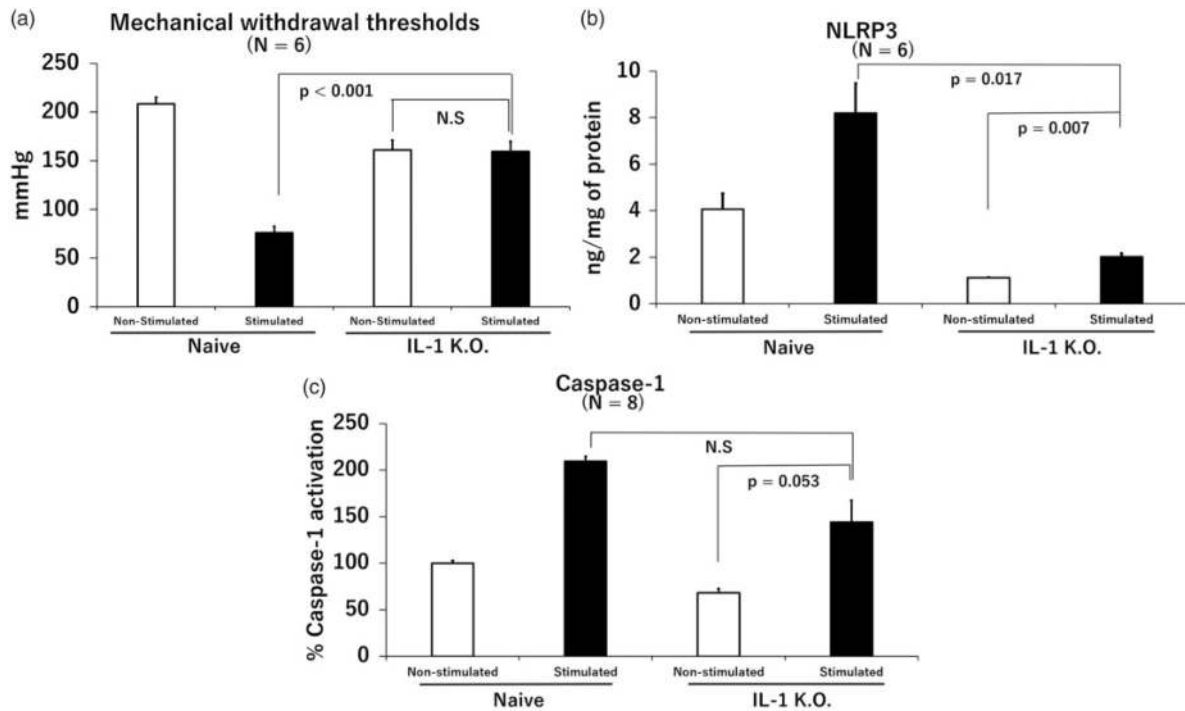 (a)
Mechanical withdrawal thresholds
(N = 6)
250
200
150
100
50
0
mmHg
p < 0.001
N.S
Non-Stimulated Stimulated Non-Stimulated Stimulated
Naive IL-1 K.O.
(b)
NLRP3
(N = 6)
10
8
6
4
2
0
ng/mg of protein
p = 0.017
p = 0.007
Non-stimulated Stimulated Non-stimulated Stimulated
Naive IL-1 K.O.
(c)
Caspase-1
(N = 8)
250
200
150
100
50
0
% Caspase-1 activation
N.S
p = 0.053
Non-stimulated Stimulated Non-stimulated Stimulated
Naive IL-1 K.O.